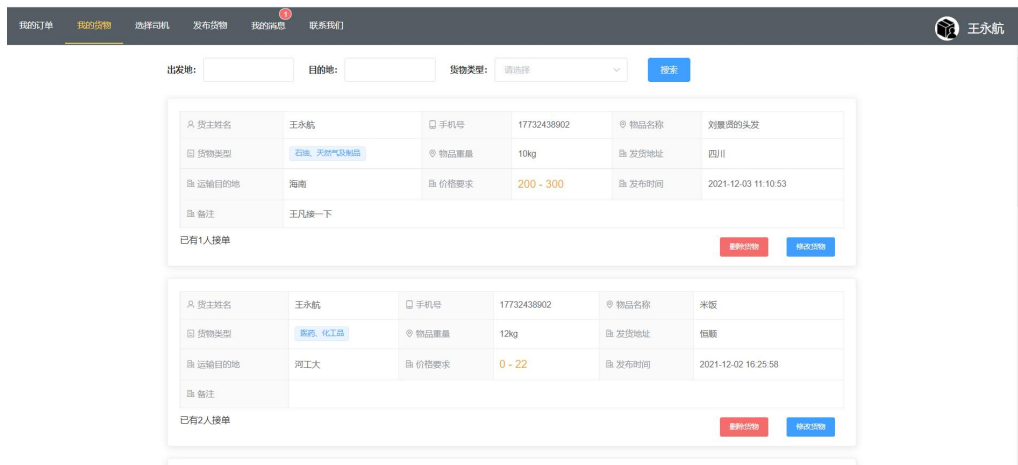 我的订单 我的货物 选择司机 发布货物 我的消息 1 联系我们 王永航
出发地: 目的地: 货物类型: 请选择 搜索
货主姓名 王永航 手机号 17732438902 物品名称 刘景贤的头发
货物类型 石油、天然气及制品 物品重量 10kg 发货地址 四川
运输目的地 海南 价格要求 200 - 300 发布时间 2021-12-03 11:10:53
备注 王凡接一下
已有1人接单 删除货物 修改货物
货主姓名 王永航 手机号 17732438902 物品名称 米饭
货物类型 医药、化工品 物品重量 12kg 发货地址 恒顺
运输目的地 河工大 价格要求 0 - 22 发布时间 2021-12-02 16:25:58
备注
已有2人接单 删除货物 修改货物